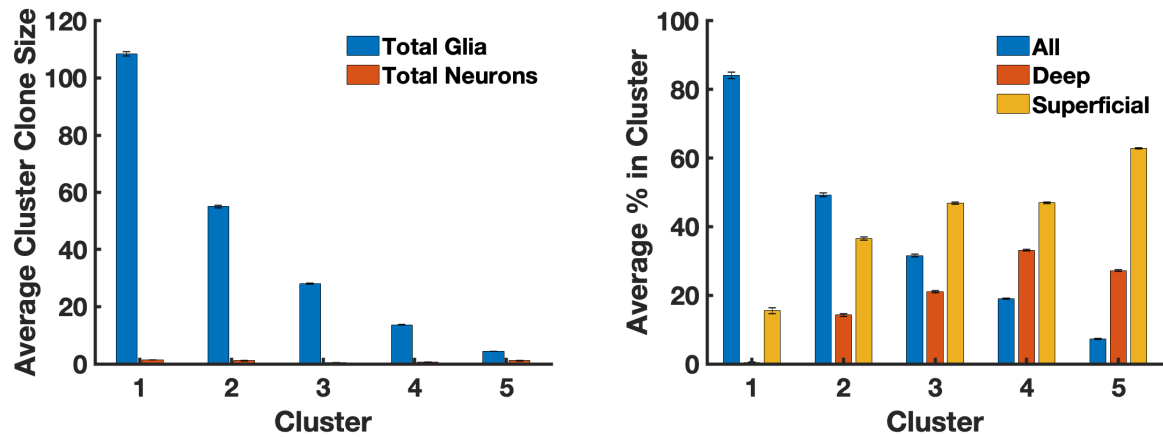 Average Cluster Clone Size
120
100
80
60
40
20
0
Total Glia
Total Neurons
1 2 3 4 5
Cluster
Average % in Cluster
100
80
60
40
20
0
All
Deep
Superficial
1 2 3 4 5
Cluster